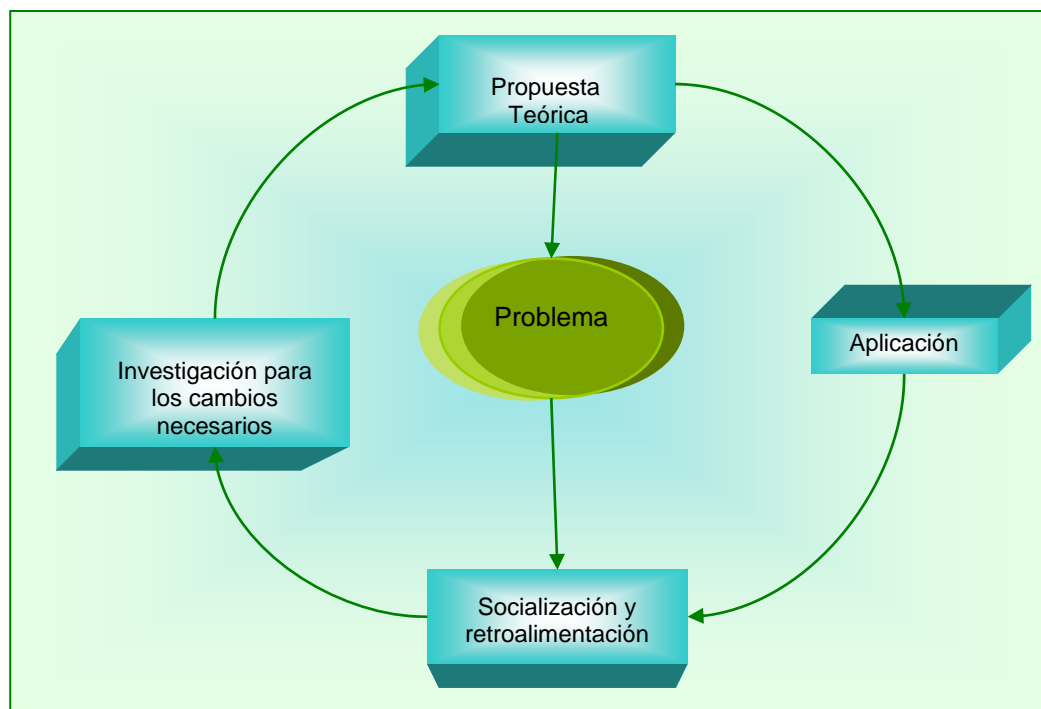 Propuesta
Teórica
Problema
Aplicación
Investigación para
los cambios
necesarios
Socialización y
retroalimentación